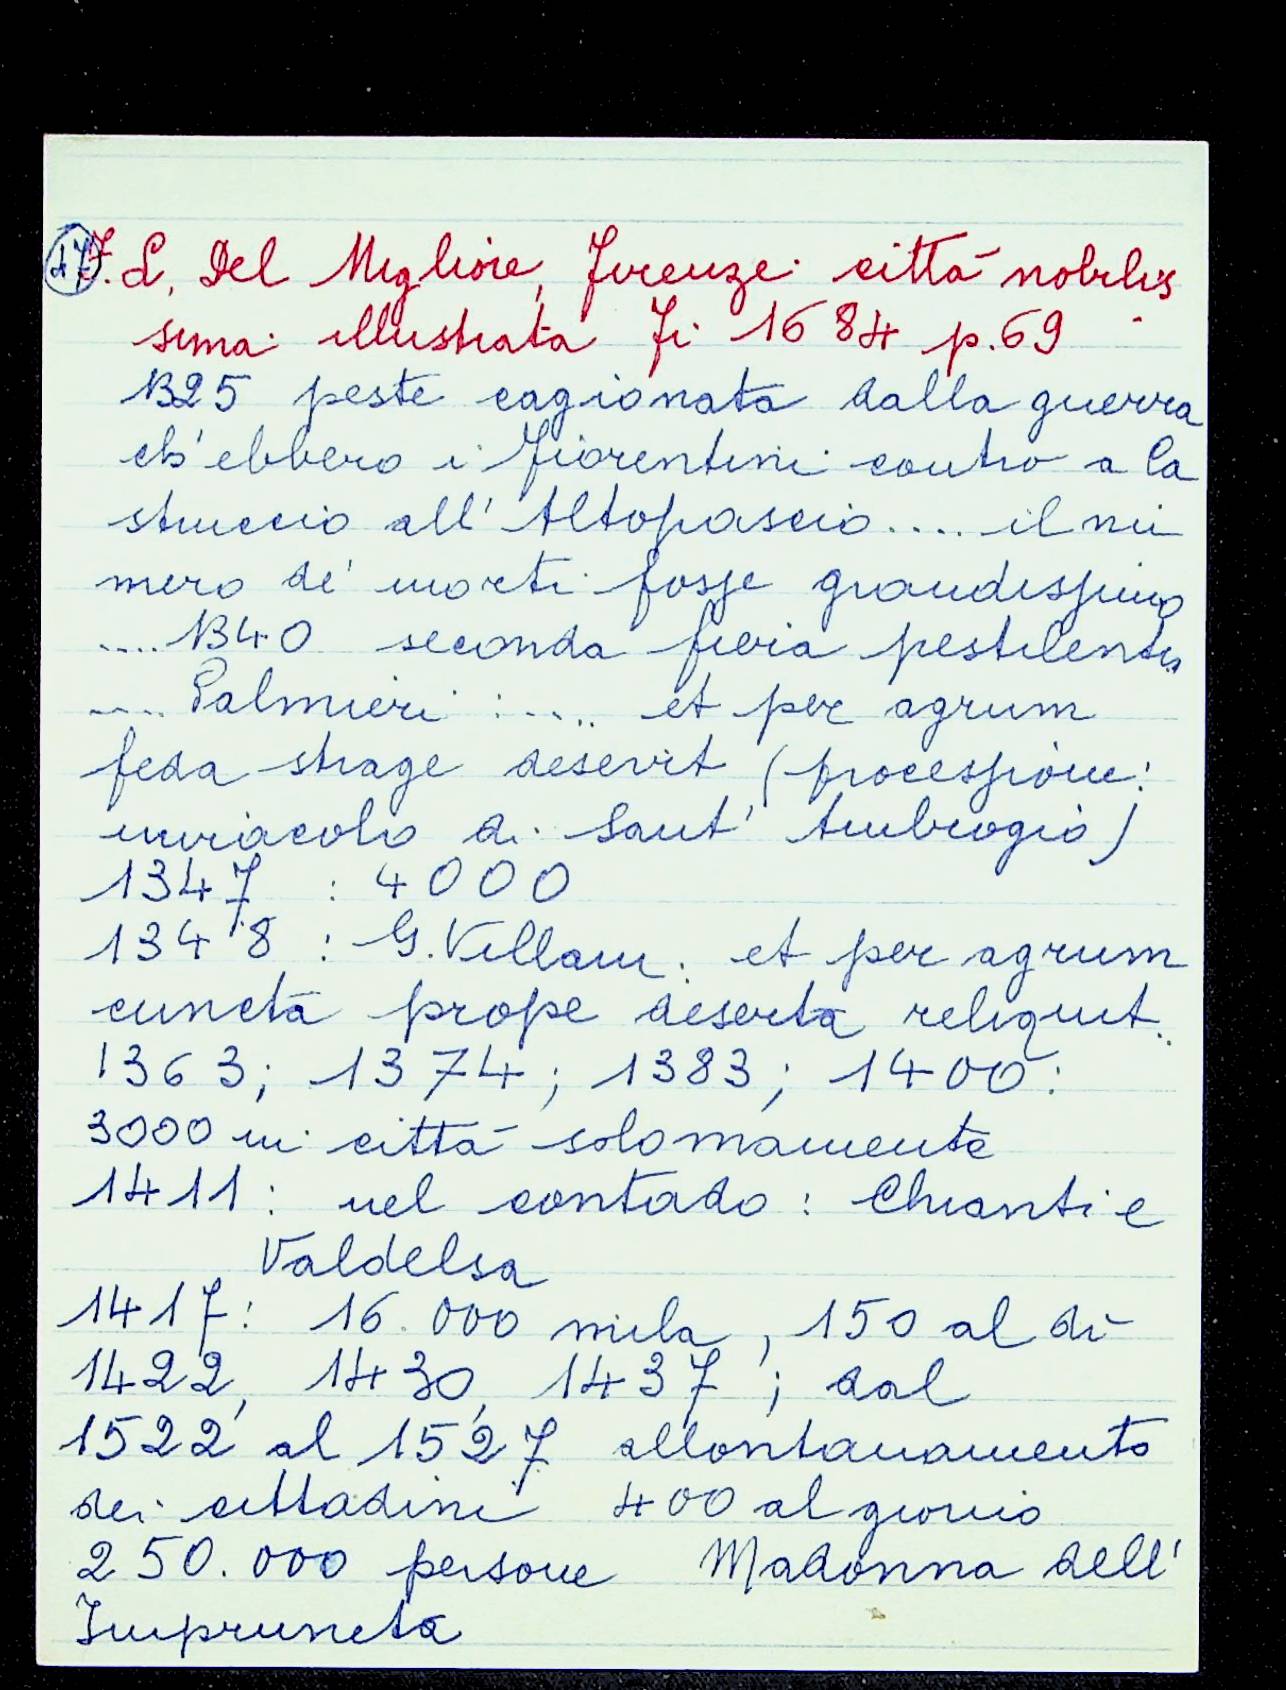 17 F. L. Del Migliore, Firenze città nobilis
sima illustrata Fi 1684 p. 69
1325 peste cagionata dalla guerra
ch'ebbero i Fiorentini contro a Ca
struccio all'Altopascio .... il nu
mero de' morti fosse grandissimo
.... 1340 seconda fiera pestilentia
.... Palmieri : .... et per agrum
feda strage deservit (processione:
miracolo di Sant'Ambrogio)
1347 : 4000
1348 : G. Villani. et per agrum
cuncta prope deserta reliquit.
1363; 1374; 1383; 1400:
3000 in città solomamente
1411: nel contado: Chianti e
Valdelsa
1417: 16.000 mila, 150 al dì
1422, 1430, 1437; dal
1522 al 1527 allontanamento
dei cittadini 400 al giorno
250.000 persone Madonna dell'
Impruneta